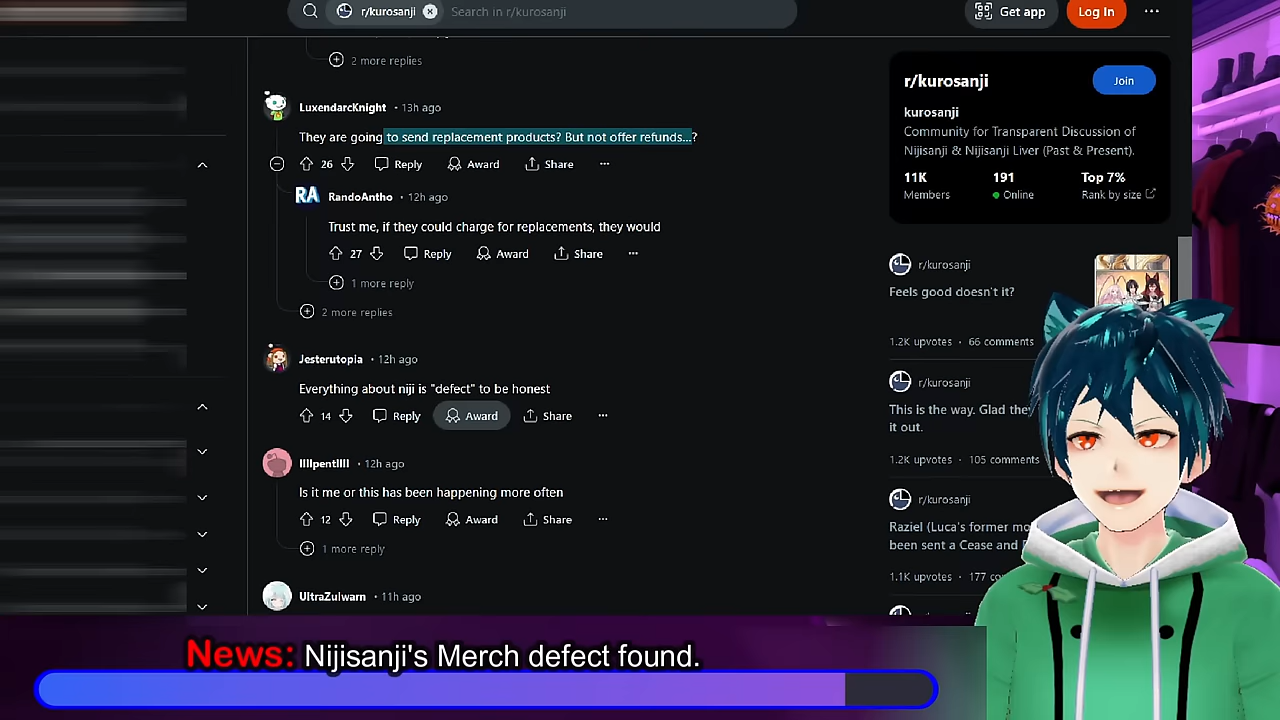 r/kurosanji
Search in r/kurosanji
Get app
Log In
2 more replies
LuxendarcKnight • 13h ago
They are going to send replacement products? But not offer refunds...?
26
Reply
Award
Share
RA
RandoAntho • 12h ago
Trust me, if they could charge for replacements, they would
27
Reply
Award
Share
1 more reply
2 more replies
Jesterutopia • 12h ago
Everything about niji is "defect" to be honest
14
Reply
Award
Share
• 12h ago
Is it me or this has been happening more often
12
Reply
Award
Share
1 more reply
UltraZulwarn • 11h ago
r/kurosanji
Join
kurosanji
Community for Transparent Discussion of
Nijisanji & Nijisanji Liver (Past & Present).
11K
191
Top 7%
Members
Online
Rank by size
r/kurosanji
Feels good doesn't it?
1.2K upvotes • 66 comments
r/kurosanji
This is the way. Glad they
it out.
1.2K upvotes • 105 comments
r/kurosanji
Raziel (Luca's former mo
been sent a Cease and
1.1K upvotes • 177 co
News: Nijisanji's Merch defect found.